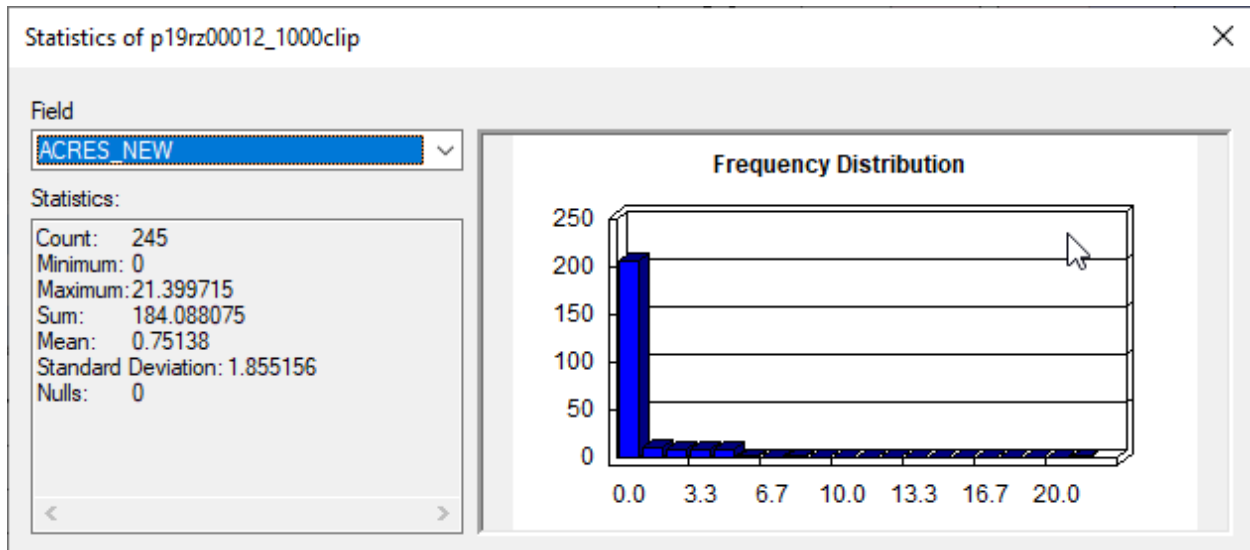 Statistics of p19rz00012_1000clip
Field
ACRES_NEW
Statistics:
Count: 245
Minimum: 0
Maximum: 21.399715
Sum: 184.088075
Mean: 0.75138
Standard Deviation: 1.855156
Nulls: 0
Frequency Distribution
250
200
150
100
50
0
0.0 3.3 6.7 10.0 13.3 16.7 20.0